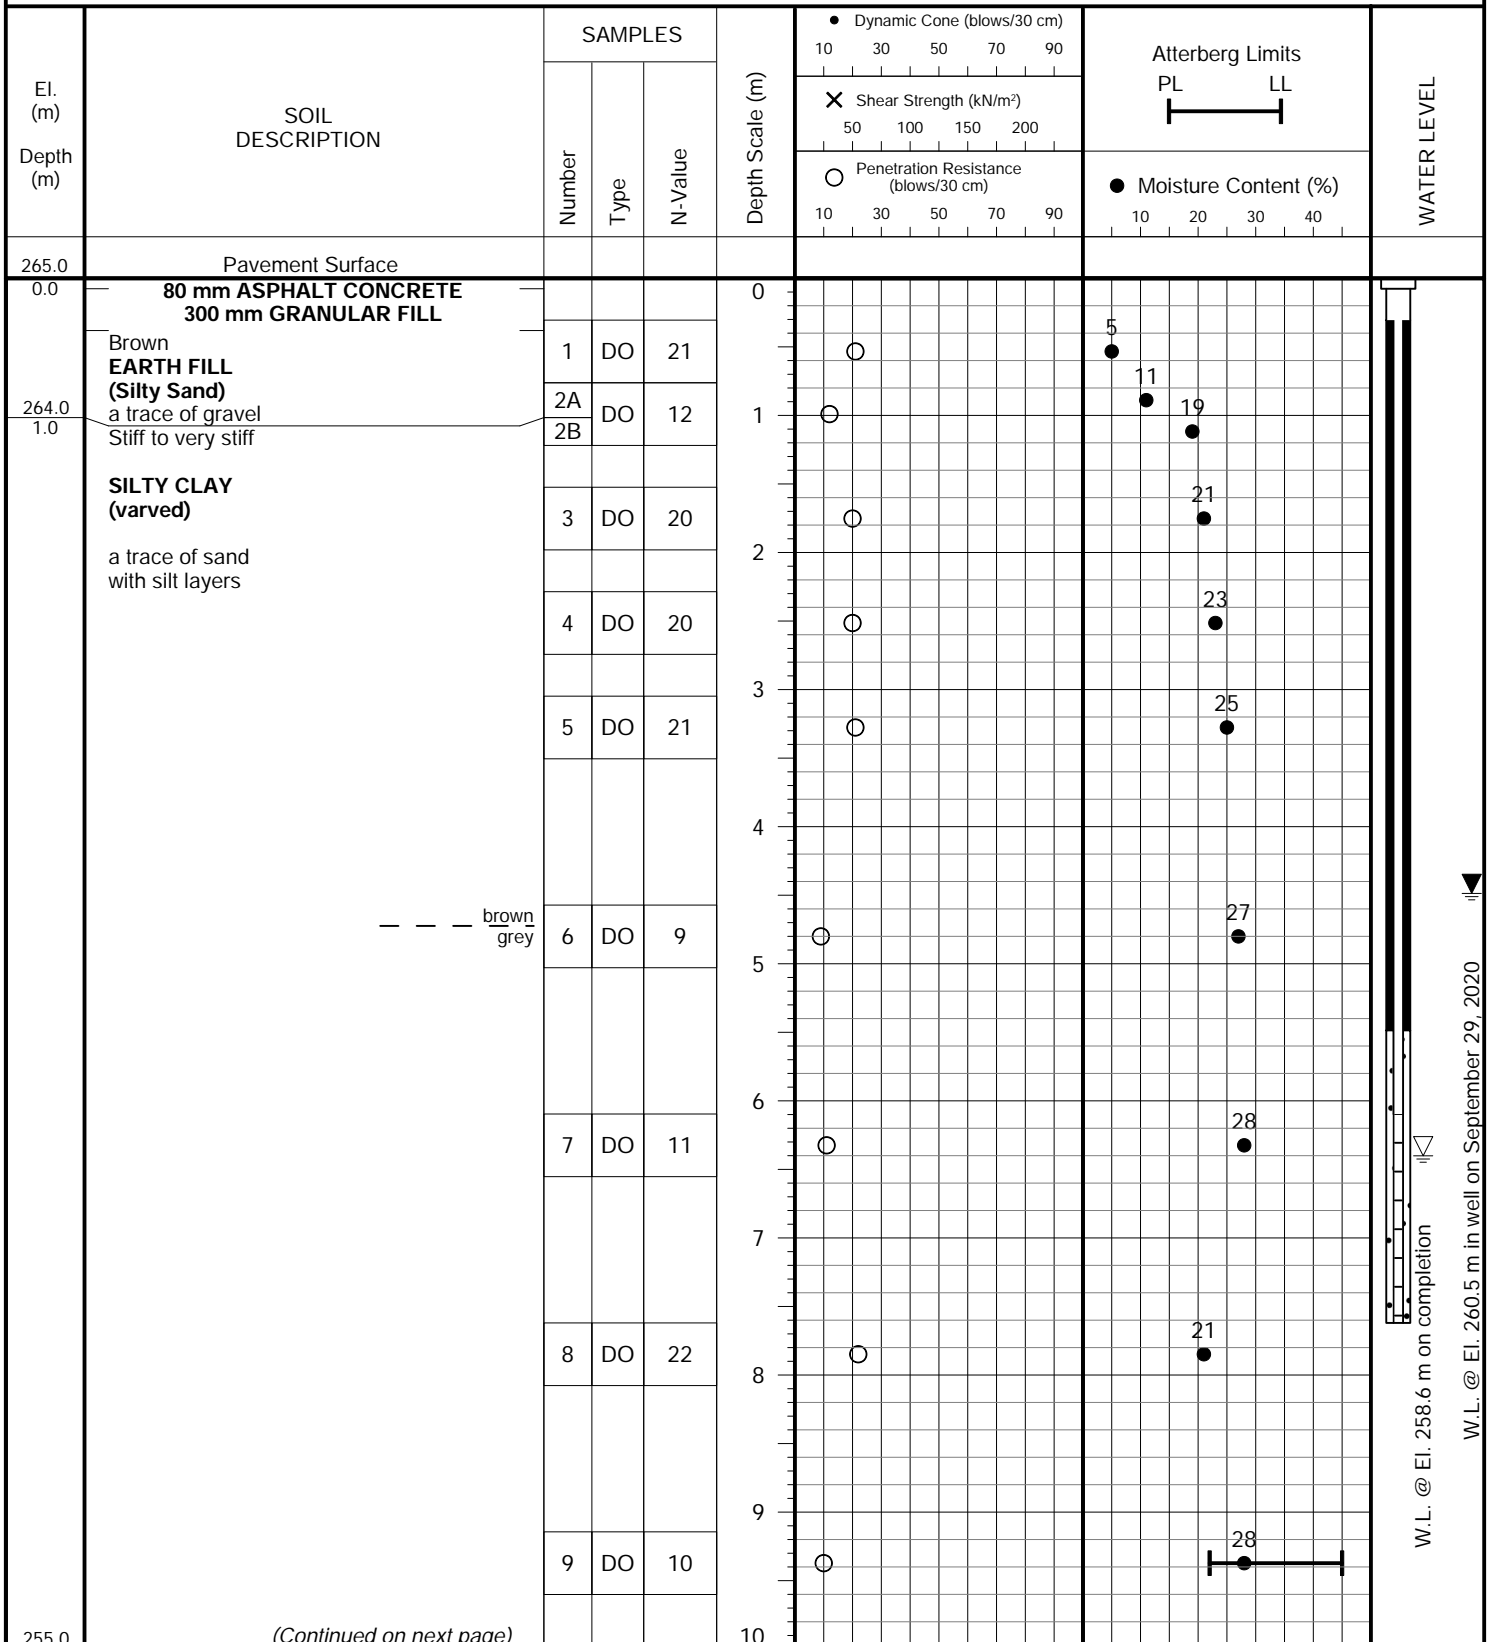 SAMPLES
El.
(m)
Depth
(m)
SOIL
DESCRIPTION
Number
Type
N-Value
Depth Scale (m)
Dynamic Cone (blows/30 cm)
10 30 50 70 90
Shear Strength (kN/m²)
50 100 150 200
Penetration Resistance
(blows/30 cm)
10 30 50 70 90
Atterberg Limits
PL LL
Moisture Content (%)
10 20 30 40
WATER LEVEL
265.0 Pavement Surface
0.0 80 mm ASPHALT CONCRETE 0
300 mm GRANULAR FILL
Brown
EARTH FILL
(Silty Sand)
a trace of gravel
1 DO 21 5
264.0
1.0
2A DO 12 11
2B 19
1
Stiff to very stiff
SILTY CLAY
(varved)
a trace of sand
with silt layers
3 DO 20 21
2
4 DO 20 23
3
5 DO 21 25
4
brown
grey
6 DO 9 27
5
6
7 DO 11 28
7
8 DO 22 21
8
9
9 DO 10 28
255.0 (Continued on next page) 10
W.L. @ El. 258.6 m on completion
W.L. @ El. 260.5 m in well on September 29, 2020